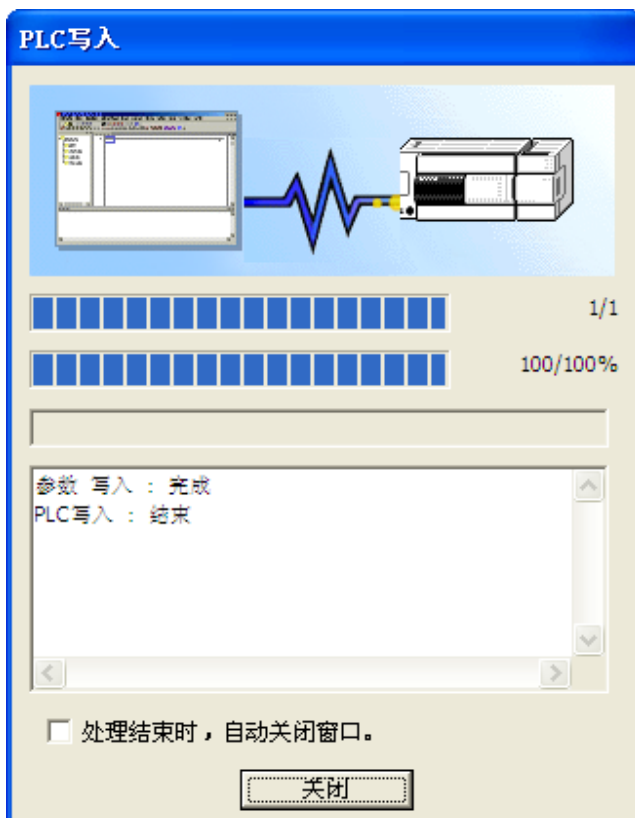 PLC写入
1/1
100/100%
参数 写入 : 完成
PLC写入 : 结束
处理结束时，自动关闭窗口。
关闭